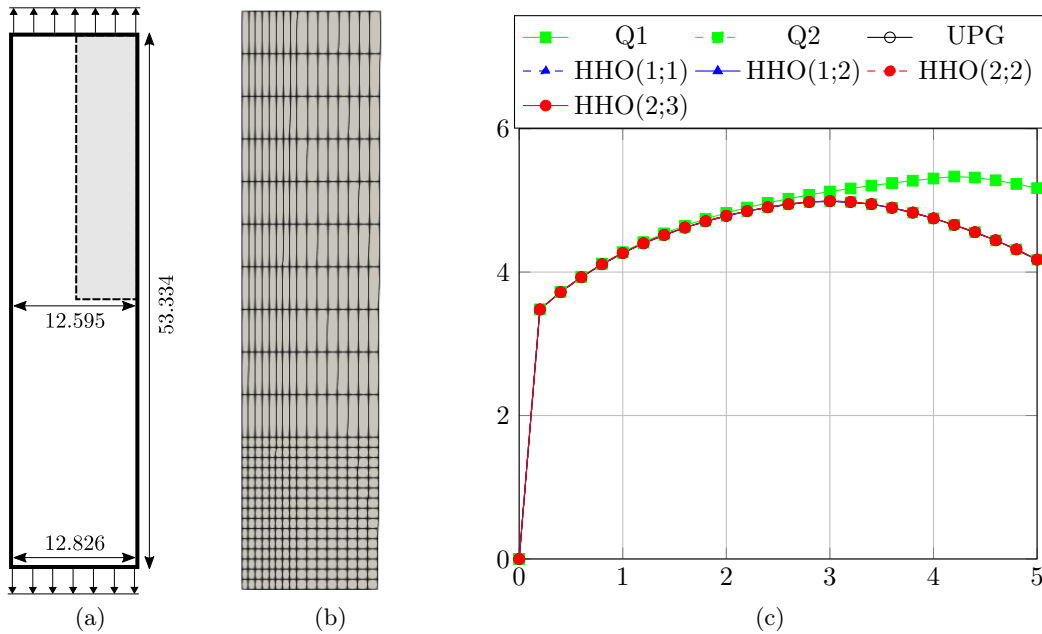 12.595
53.334
12.826
(a)
(b)
Q1 Q2 UPG
HHO(1;1) HHO(1;2) HHO(2;2)
HHO(2;3)
6
4
2
0
0 1 2 3 4 5
(c)